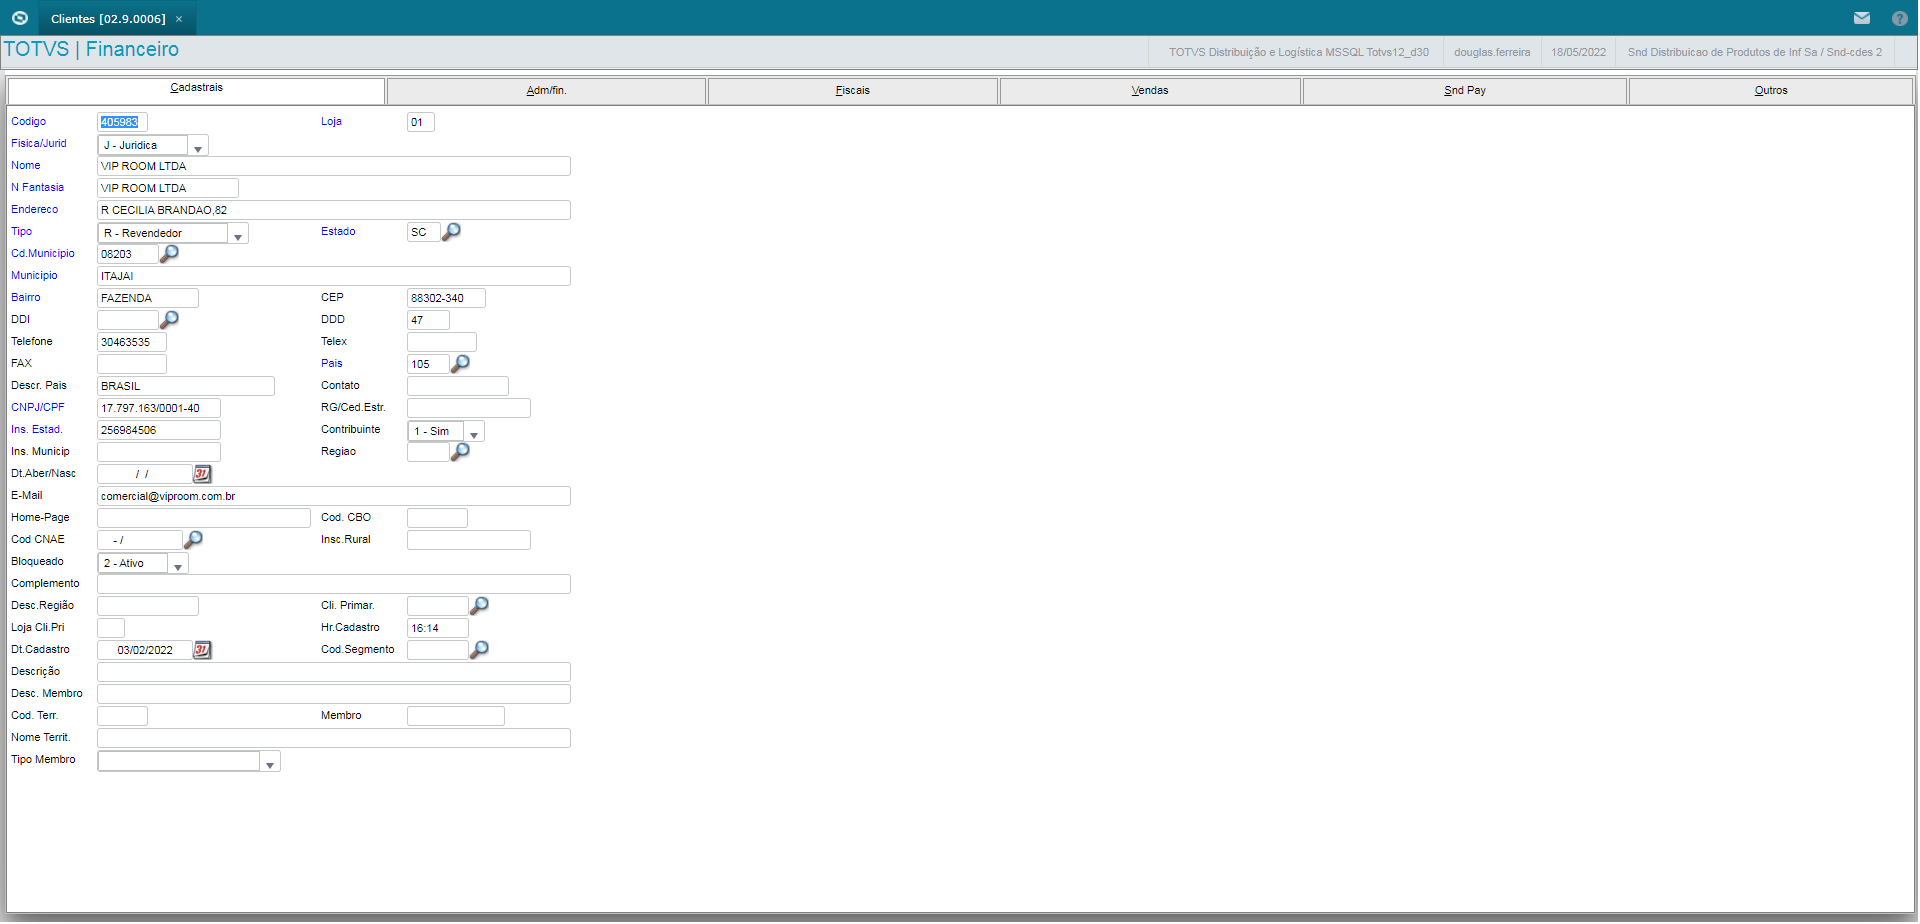 Clientes [02.9.0006] ×
TOTVS | Financeiro
TOTVS Distribuição e Logística MSSQL Totvs12_d30 douglas.ferreira 18/05/2022 Snd Distribuicao de Produtos de Inf Sa / Snd-cdes 2
Cadastrais Adm/fin. Fiscais Vendas Snd Pay Outros
Codigo 405983 Loja 01
Fisica/Jurid J - Juridica
Nome VIP ROOM LTDA
N Fantasia VIP ROOM LTDA
Endereco R CECILIA BRANDAO,82
Tipo R - Revendedor Estado SC
Cd.Municipio 08203
Municipio ITAJAI
Bairro FAZENDA CEP 88302-340
DDI DDD 47
Telefone 30463535 Telex
FAX Pais 105
Descr. Pais BRASIL Contato
CNPJ/CPF 17.797.163/0001-40 RG/Ced.Estr.
Ins. Estad. 256984506 Contribuinte 1 - Sim
Ins. Municip Regiao
Dt.Aber/Nasc / / 31
E-Mail comercial@viproom.com.br
Home-Page Cod. CBO
Cod CNAE - / Insc.Rural
Bloqueado 2 - Ativo
Complemento
Desc.Região Cli. Primar.
Loja Cli.Pri Hr.Cadastro 16:14
Dt.Cadastro 03/02/2022 31 Cod.Segmento
Descrição
Desc. Membro
Cod. Terr. Membro
Nome Territ.
Tipo Membro